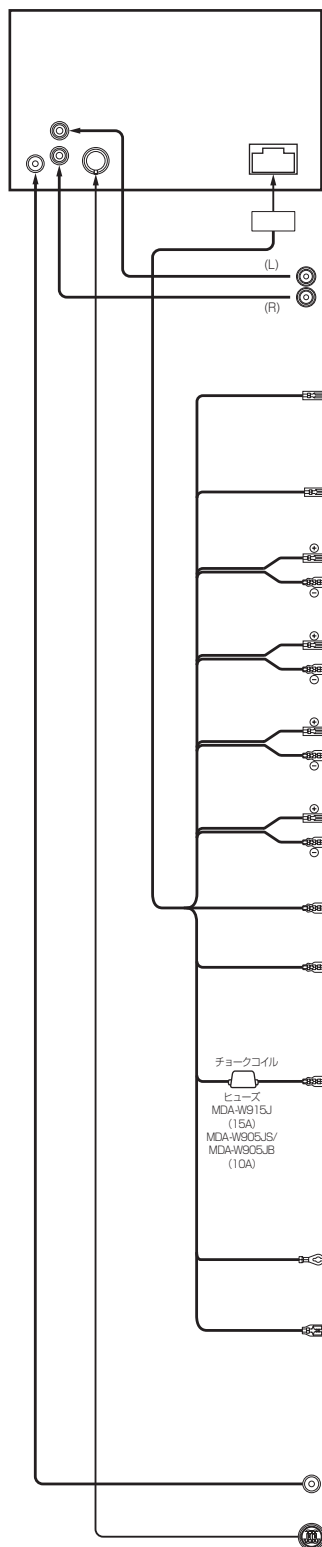 (L)
(R)
⊕
⊖
⊕
⊖
⊕
⊖
⊕
⊖
チョークコイル
ヒューズ
MDA-W915J
(15A)
MDA-W905JS/
MDA-W905JB
(10A)